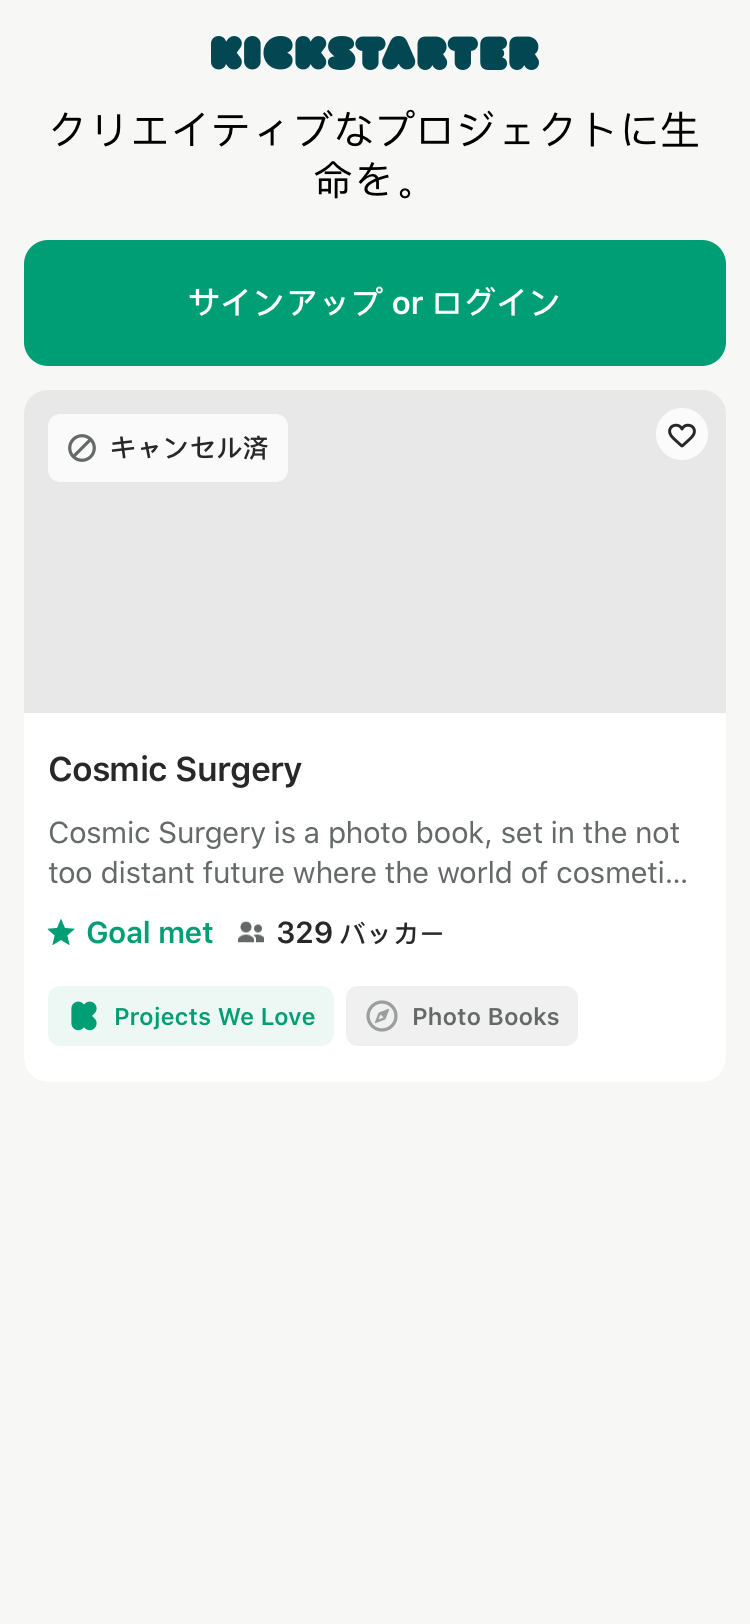 KICKSTARTER
クリエイティブなプロジェクトに生
命を。
サインアップ or ログイン
キャンセル済
Cosmic Surgery
Cosmic Surgery is a photo book, set in the not
too distant future where the world of cosmeti...
Goal met 329 バッカー
Projects We Love Photo Books